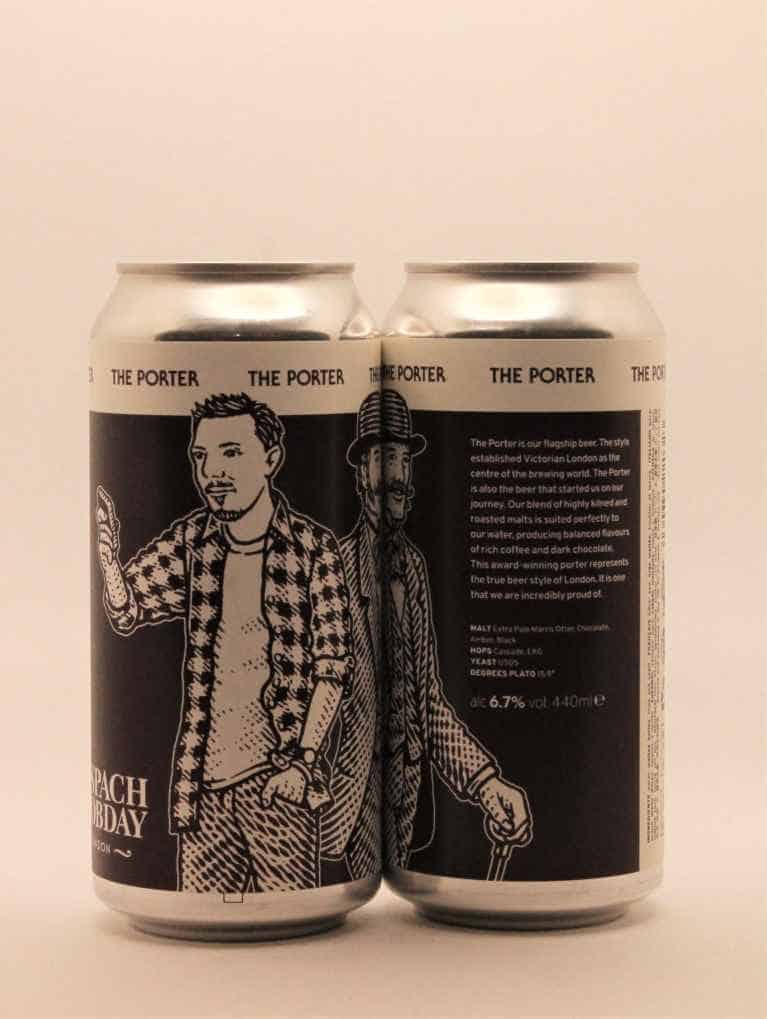 THE PORTER THE PORTER
SPACH
OBDAY
THE PORTER THE PORTER THE POR
The Porter is our flagship beer. The style
established Victorian London as the
centre of the brewing world. The Porter
is also the beer that started us on our
journey. Our blend of highly kilned and
roasted malts is suited perfectly to
our water, producing balanced flavours
of rich coffee and dark chocolate.
This award-winning porter represents
the true beer style of London. It is one
that we are incredibly proud of.
MALT Extra Pale Marris Otter, Chocolate,
Amber, Black
HOPS Cascade, EKG
YEAST US05
DEGREES PLATO 15.9°
alc 6.7% vol 440ml e